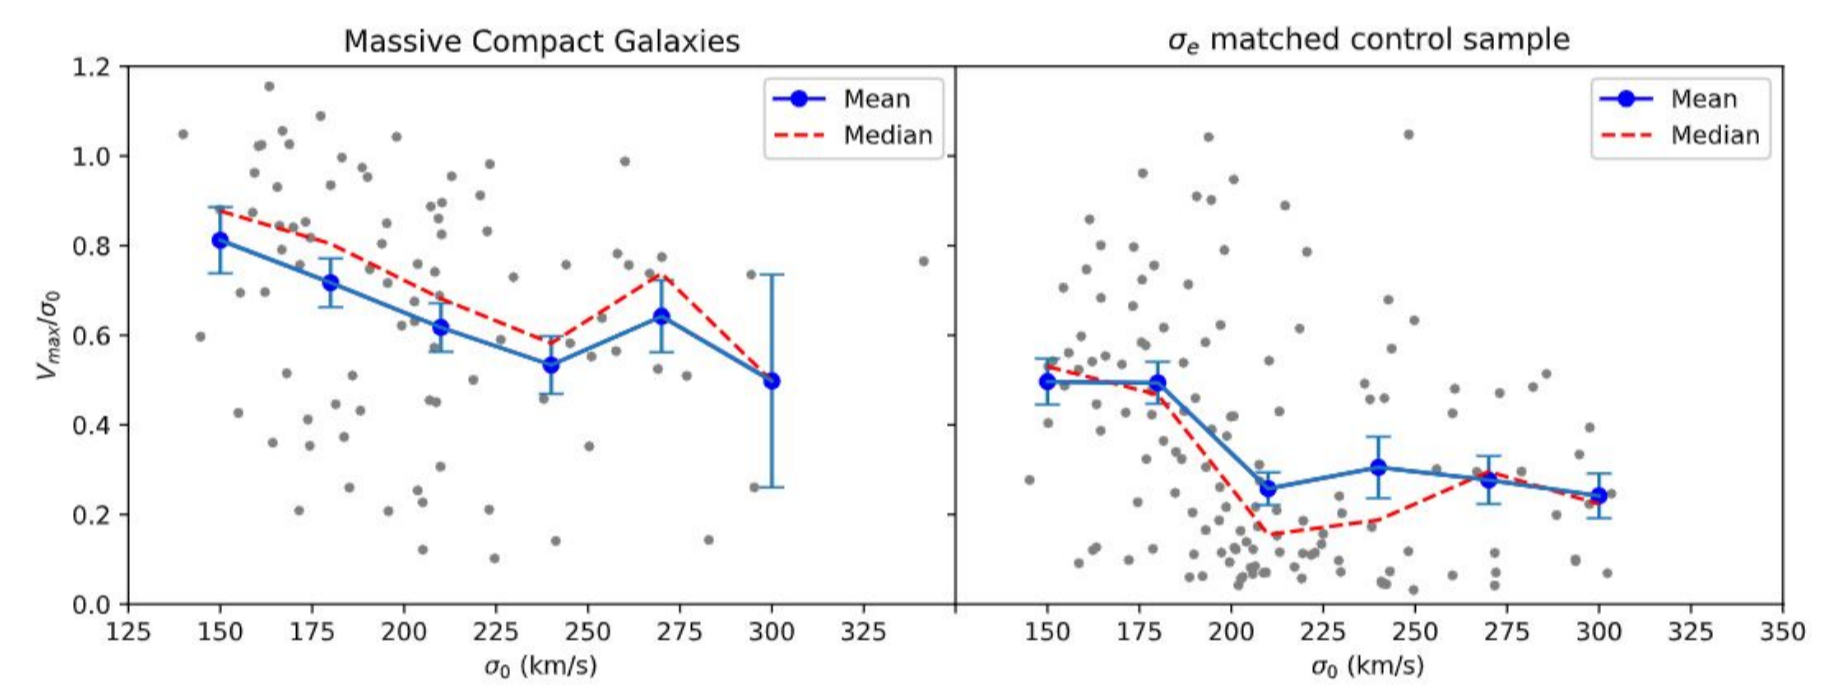 Massive Compact Galaxies
σe matched control sample
Mean
Median
Mean
Median
Vmax/σ0
1.2
1.0
0.8
0.6
0.4
0.2
0.0
125 150 175 200 225 250 275 300 325
150 175 200 225 250 275 300 325 350
σ0 (km/s)
σ0 (km/s)